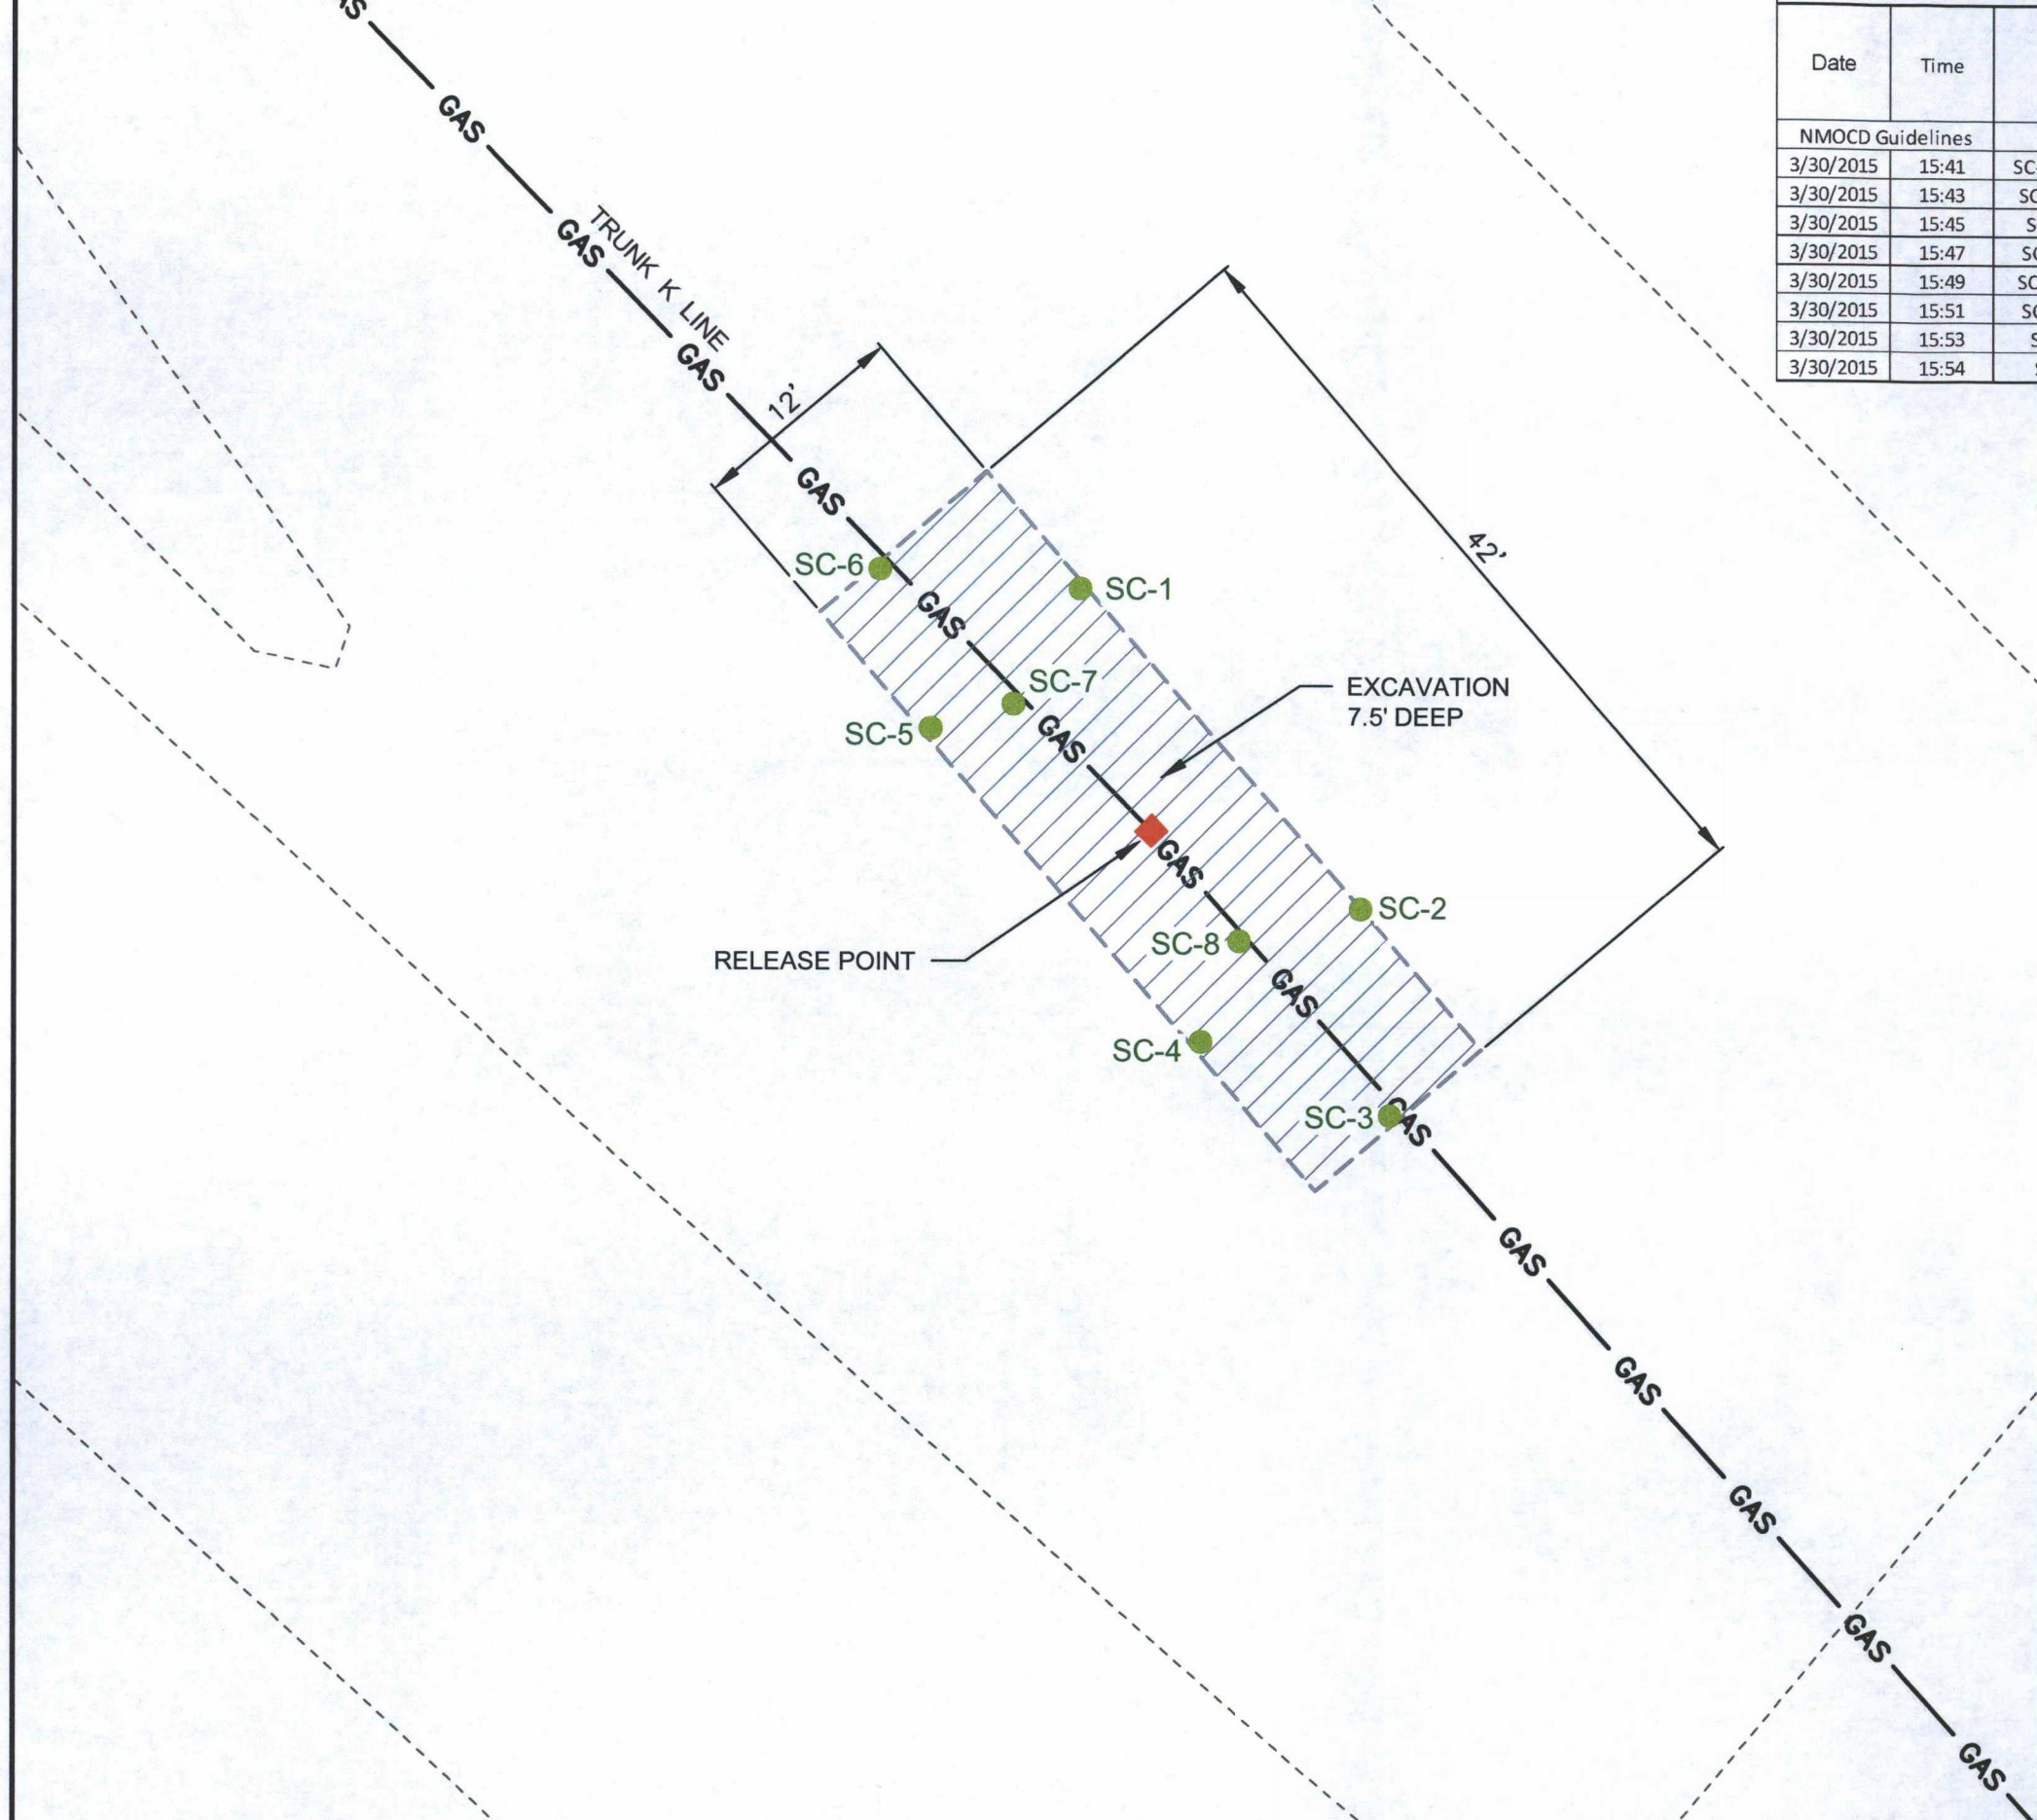 Date Time
NMOCD Guidelines
3/30/2015 15:41
3/30/2015 15:43
3/30/2015 15:45
3/30/2015 15:47
3/30/2015 15:49
3/30/2015 15:51
3/30/2015 15:53
3/30/2015 15:54
GAS
TRUNK K LINE
GAS
GAS
12'
42'
GAS
SC-6
SC-1
GAS
SC-7
EXCAVATION
7.5' DEEP
SC-5
GAS
GAS
SC-2
SC-8
RELEASE POINT
GAS
SC-4
SC-3
GAS
GAS
GAS
GAS
GAS
GAS